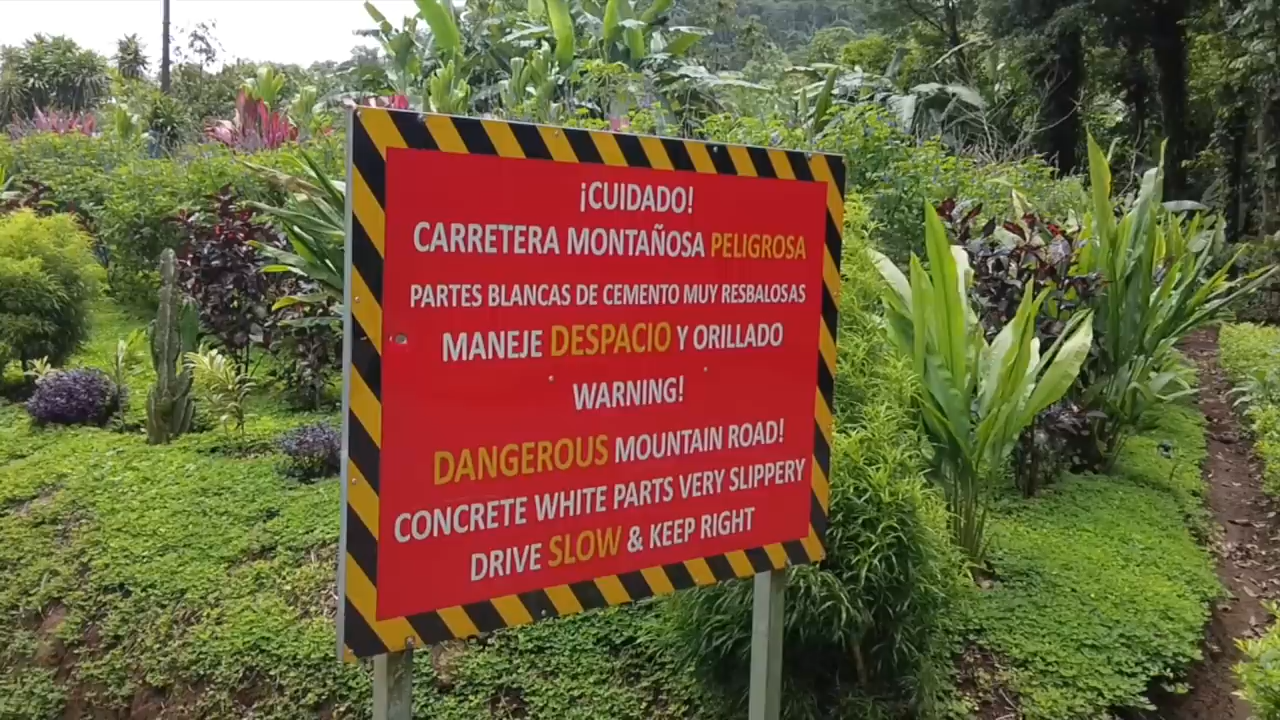 ¡CUIDADO!
CARRETERA MONTAÑOSA PELIGROSA
PARTES BLANCAS DE CEMENTO MUY RESBALOSAS
MANEJE DESPACIO Y ORILLADO
WARNING!
DANGEROUS MOUNTAIN ROAD!
CONCRETE WHITE PARTS VERY SLIPPERY
DRIVE SLOW & KEEP RIGHT